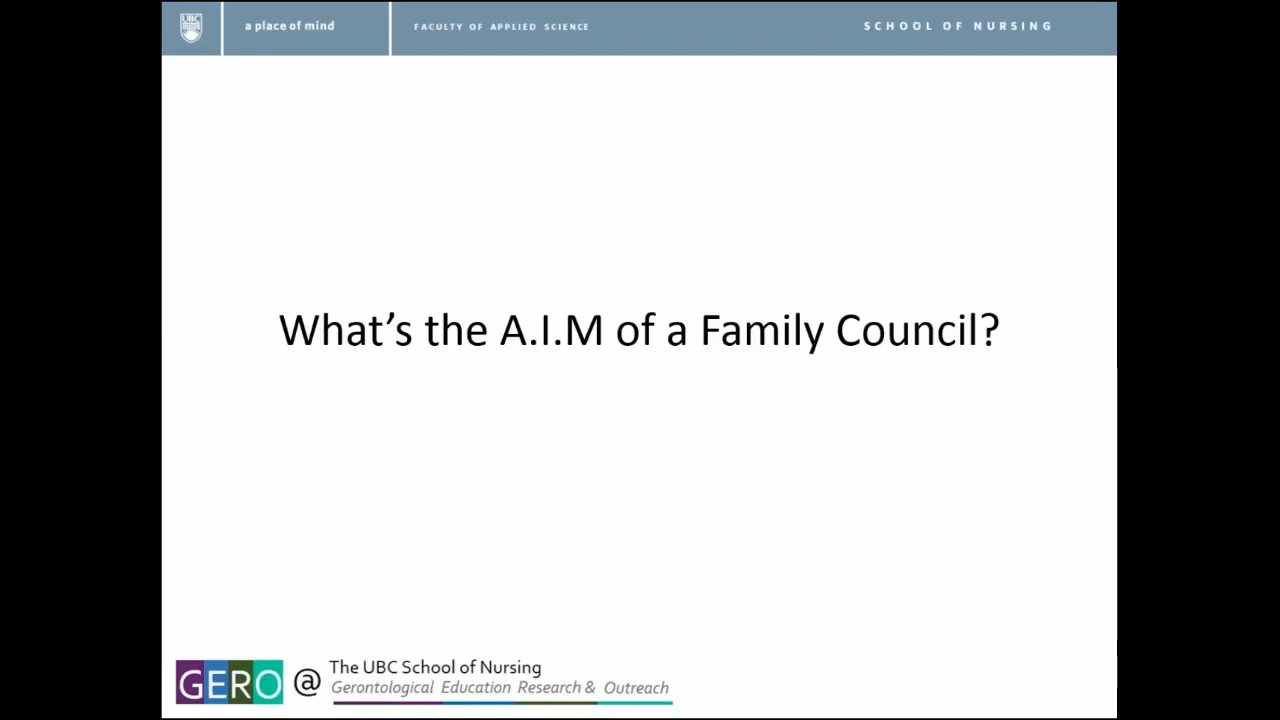 UBC
a place of mind
FACULTY OF APPLIED SCIENCE
SCHOOL OF NURSING
What's the A.I.M of a Family Council?
GERO @ The UBC School of Nursing
Gerontological Education Research & Outreach